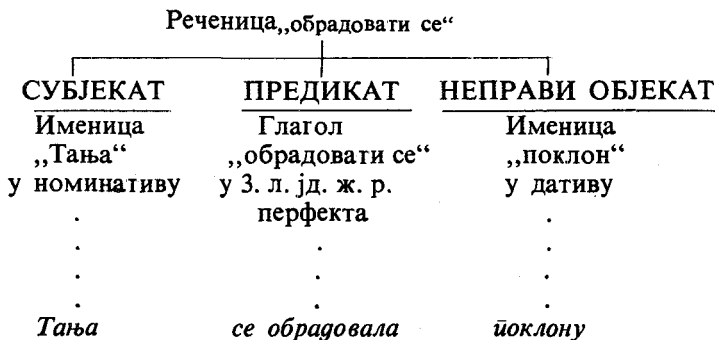 Реченица„обрадовати се“
СУБЈЕКАТ ПРЕДИКАТ НЕПРАВИ ОБЈЕКАТ
Именица Глагол Именица
„Тања“ „обрадовати се“ „поклон“
у номинативу у 3. л. јд. ж. р. у дативу
перфекта
. . .
. . .
. . .
. . .
Тања се обрадовала поклону